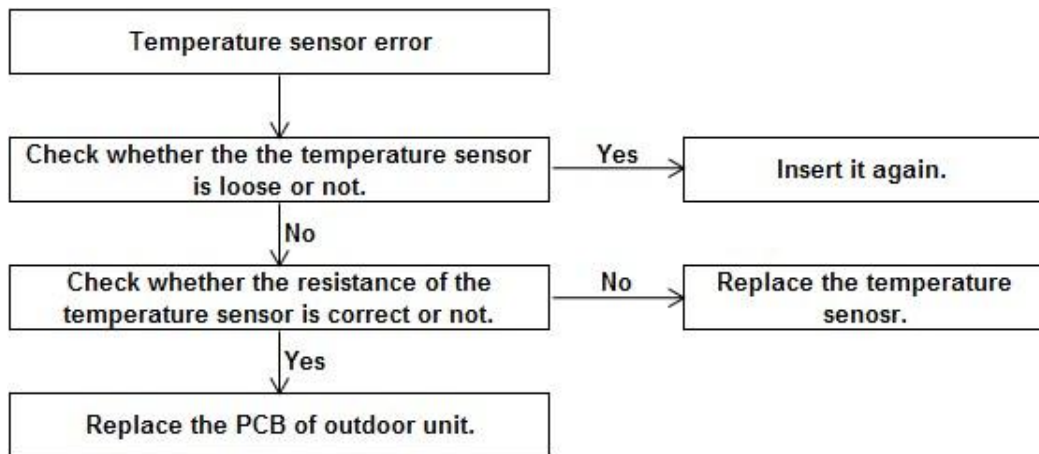 Temperature sensor error
Check whether the the temperature sensor
is loose or not.
Yes
Insert it again.
No
Check whether the resistance of the
temperature sensor is correct or not.
No
Replace the temperature
senosr.
Yes
Replace the PCB of outdoor unit.